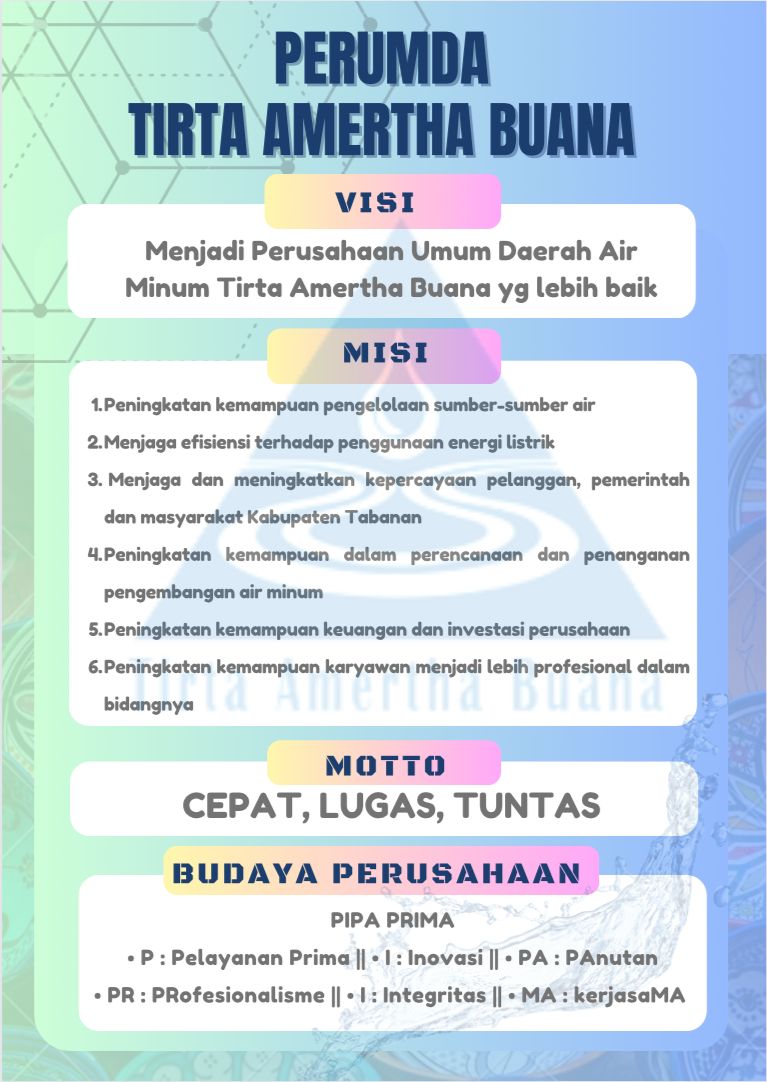 PERUMDA
TIRTA AMERTHA BUANA
VISI
Menjadi Perusahaan Umum Daerah Air
Minum Tirta Amertha Buana yg lebih baik
MISI
1.Peningkatan kemampuan pengelolaan sumber-sumber air
2.Menjaga efisiensi terhadap penggunaan energi listrik
3. Menjaga dan meningkatkan kepercayaan pelanggan, pemerintah
dan masyarakat Kabupaten Tabanan
4.Peningkatan kemampuan dalam perencanaan dan penanganan
pengembangan air minum
5.Peningkatan kemampuan keuangan dan investasi perusahaan
6.Peningkatan kemampuan karyawan menjadi lebih profesional dalam
bidangnya
Tirta Amertha Buana
MOTTO
CEPAT, LUGAS, TUNTAS
BUDAYA PERUSAHAAN
PIPA PRIMA
• P : Pelayanan Prima || • I : Inovasi || • PA : PAnutan
• PR : PRofesionalisme || • I : Integritas || • MA : kerjasaMA